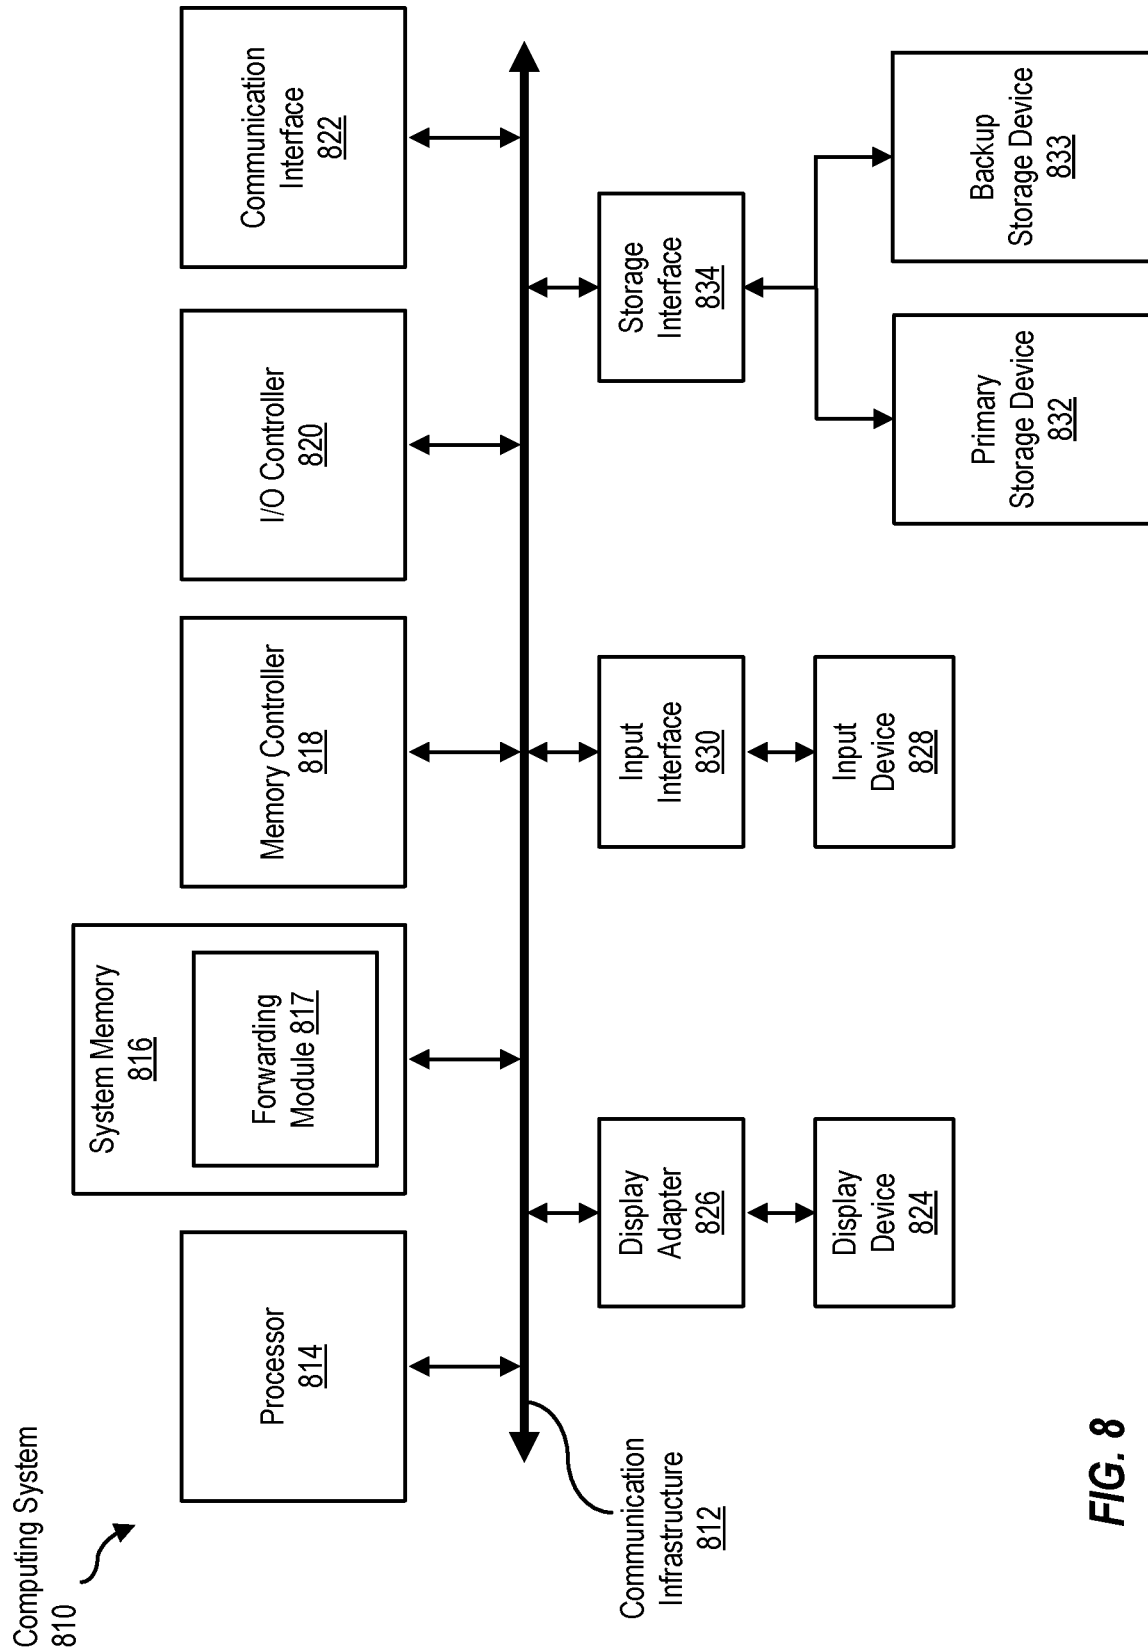 Computing System
810
Processor
814
System Memory
816
Forwarding
Module 817
Memory Controller
818
I/O Controller
820
Communication
Interface
822
Communication
Infrastructure
812
Display
Adapter
826
Input
Interface
830
Storage
Interface
834
Display
Device
824
Input
Device
828
Primary
Storage Device
832
Backup
Storage Device
833
FIG. 8